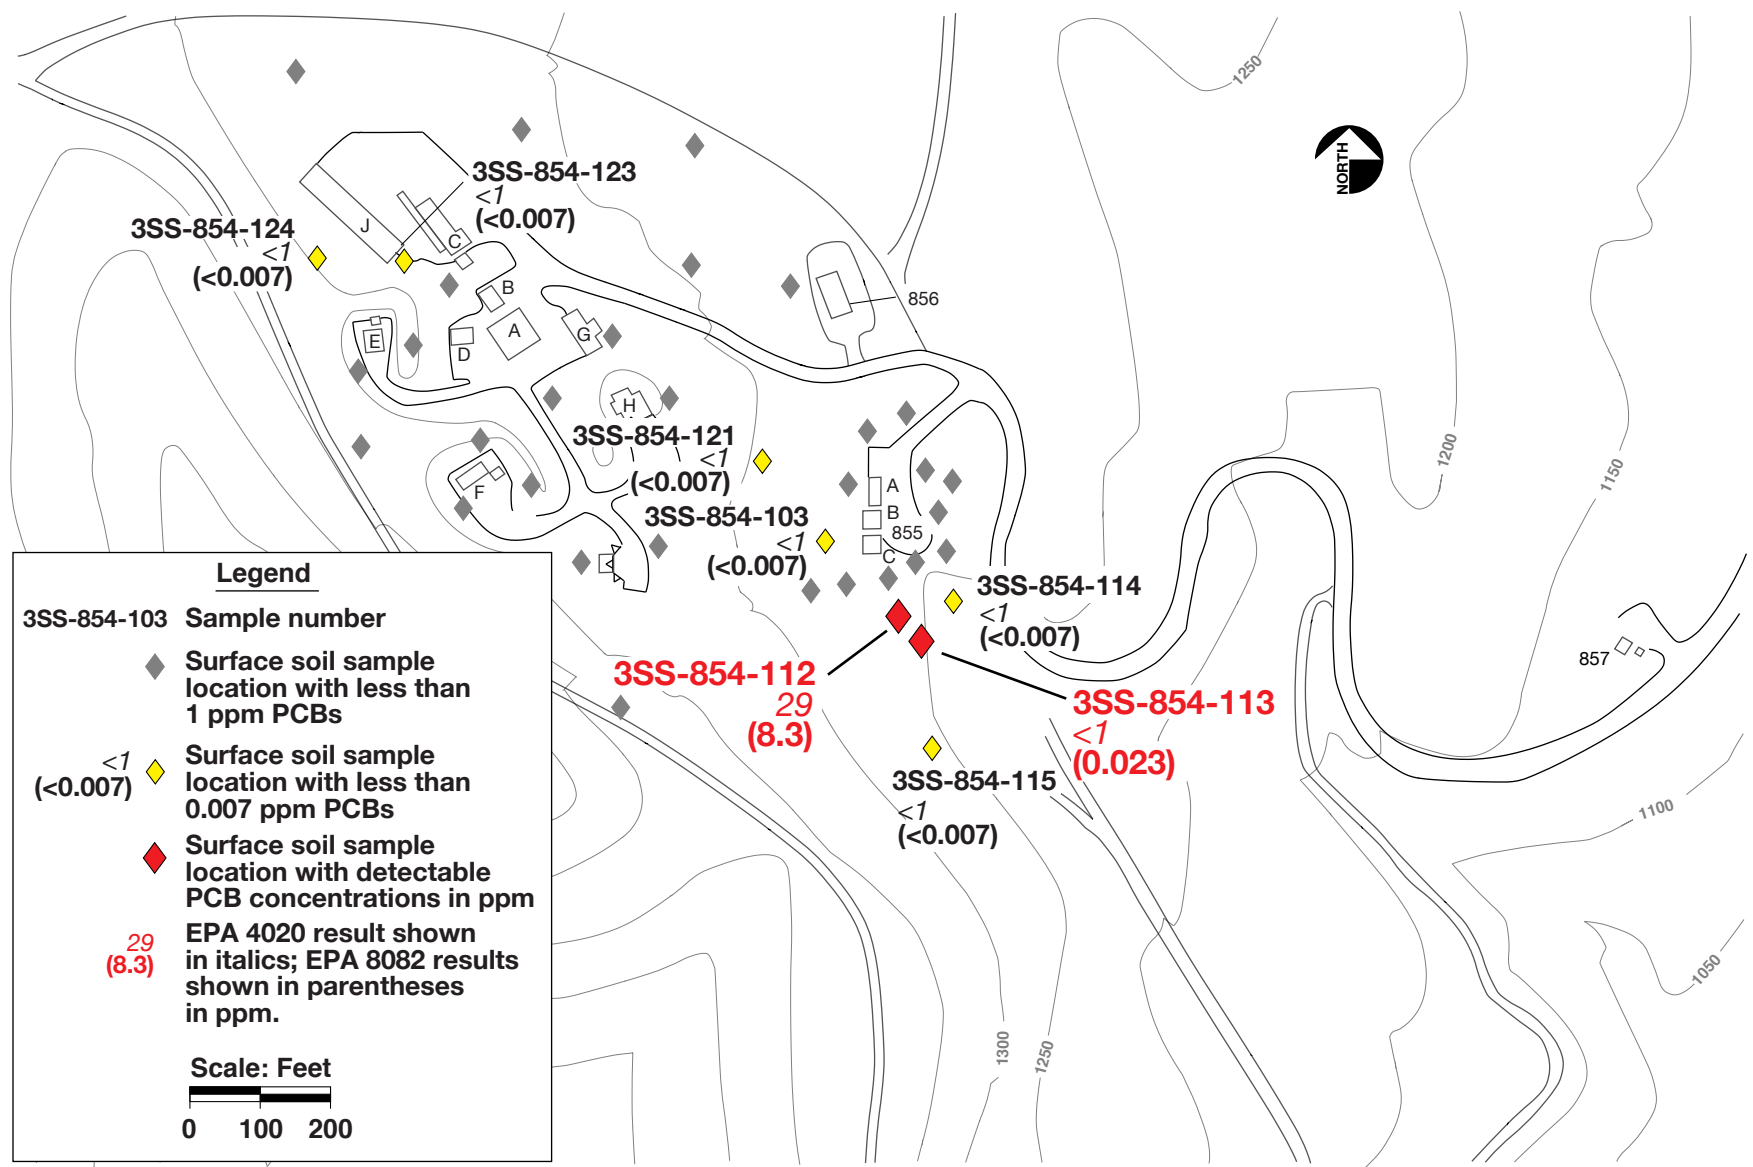 1250
NORTH
3SS-854-123
<1
(<0.007)
3SS-854-124
<1
(<0.007)
J
C
B
A
G
D
E
856
H
3SS-854-121
<1
(<0.007)
F
1200
1150
A
B
855
C
3SS-854-103
<1
(<0.007)
3SS-854-114
<1
(<0.007)
857
3SS-854-112
29
(8.3)
3SS-854-113
<1
(0.023)
3SS-854-115
<1
(<0.007)
1100
1050
1300
1250
Legend
3SS-854-103 Sample number
Surface soil sample
location with less than
1 ppm PCBs
<1
(<0.007)
Surface soil sample
location with less than
0.007 ppm PCBs
Surface soil sample
location with detectable
PCB concentrations in ppm
29
(8.3)
EPA 4020 result shown
in italics; EPA 8082 results
shown in parentheses
in ppm.
Scale: Feet
0 100 200